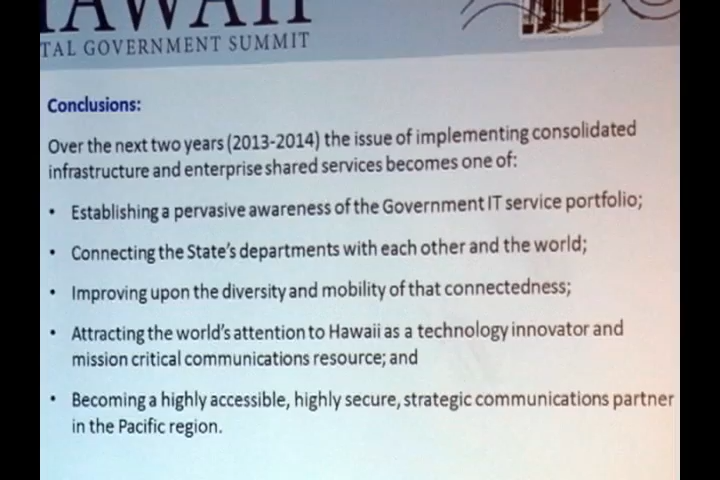 HAWAII
TAL GOVERNMENT SUMMIT
Conclusions:
Over the next two years (2013-2014) the issue of implementing consolidated
infrastructure and enterprise shared services becomes one of:
• Establishing a pervasive awareness of the Government IT service portfolio;
• Connecting the State's departments with each other and the world;
• Improving upon the diversity and mobility of that connectedness;
• Attracting the world's attention to Hawaii as a technology innovator and
mission critical communications resource; and
• Becoming a highly accessible, highly secure, strategic communications partner
in the Pacific region.